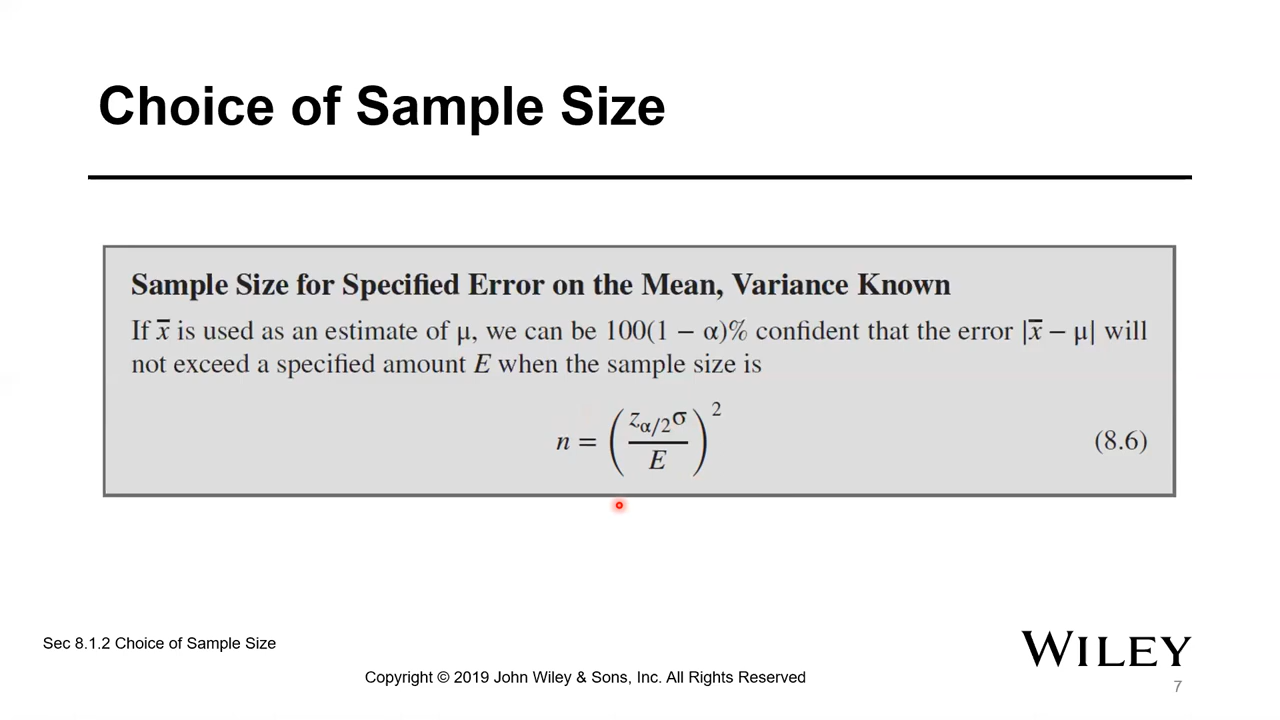 Choice of Sample Size
Sample Size for Specified Error on the Mean, Variance Known
If x̅ is used as an estimate of μ, we can be 100(1 − α)% confident that the error |x̅ − μ| will
not exceed a specified amount E when the sample size is
n = (zα/2σ / E)² (8.6)
Sec 8.1.2 Choice of Sample Size
WILEY
Copyright © 2019 John Wiley & Sons, Inc. All Rights Reserved
7